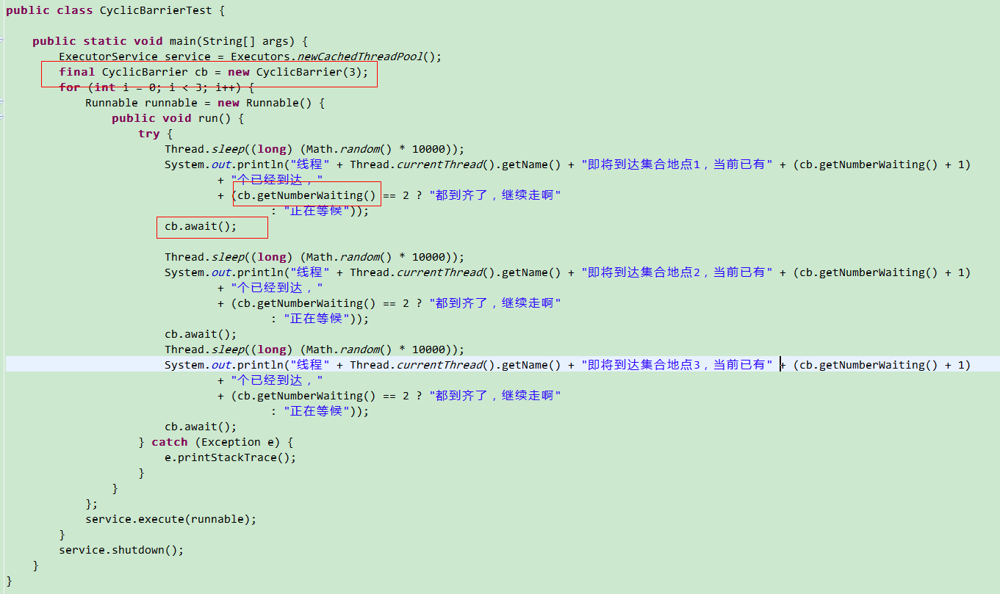 public class CyclicBarrierTest {
public static void main(String[] args) {
ExecutorService service = Executors.newCachedThreadPool();
final CyclicBarrier cb = new CyclicBarrier(3);
for (int i = 0; i < 3; i++) {
Runnable runnable = new Runnable() {
public void run() {
try {
Thread.sleep((long) (Math.random() * 10000));
System.out.println("线程" + Thread.currentThread().getName() + "即将到达集合地点1，当前已有" + (cb.getNumberWaiting() + 1)
+ "个已经到达，"
+ (cb.getNumberWaiting() == 2 ? "都到齐了，继续走啊"
: "正在等候"));
cb.await();
Thread.sleep((long) (Math.random() * 10000));
System.out.println("线程" + Thread.currentThread().getName() + "即将到达集合地点2，当前已有" + (cb.getNumberWaiting() + 1)
+ "个已经到达，"
+ (cb.getNumberWaiting() == 2 ? "都到齐了，继续走啊"
: "正在等候"));
cb.await();
Thread.sleep((long) (Math.random() * 10000));
System.out.println("线程" + Thread.currentThread().getName() + "即将到达集合地点3，当前已有" + (cb.getNumberWaiting() + 1)
+ "个已经到达，"
+ (cb.getNumberWaiting() == 2 ? "都到齐了，继续走啊"
: "正在等候"));
cb.await();
} catch (Exception e) {
e.printStackTrace();
}
}
};
service.execute(runnable);
}
service.shutdown();
}
}